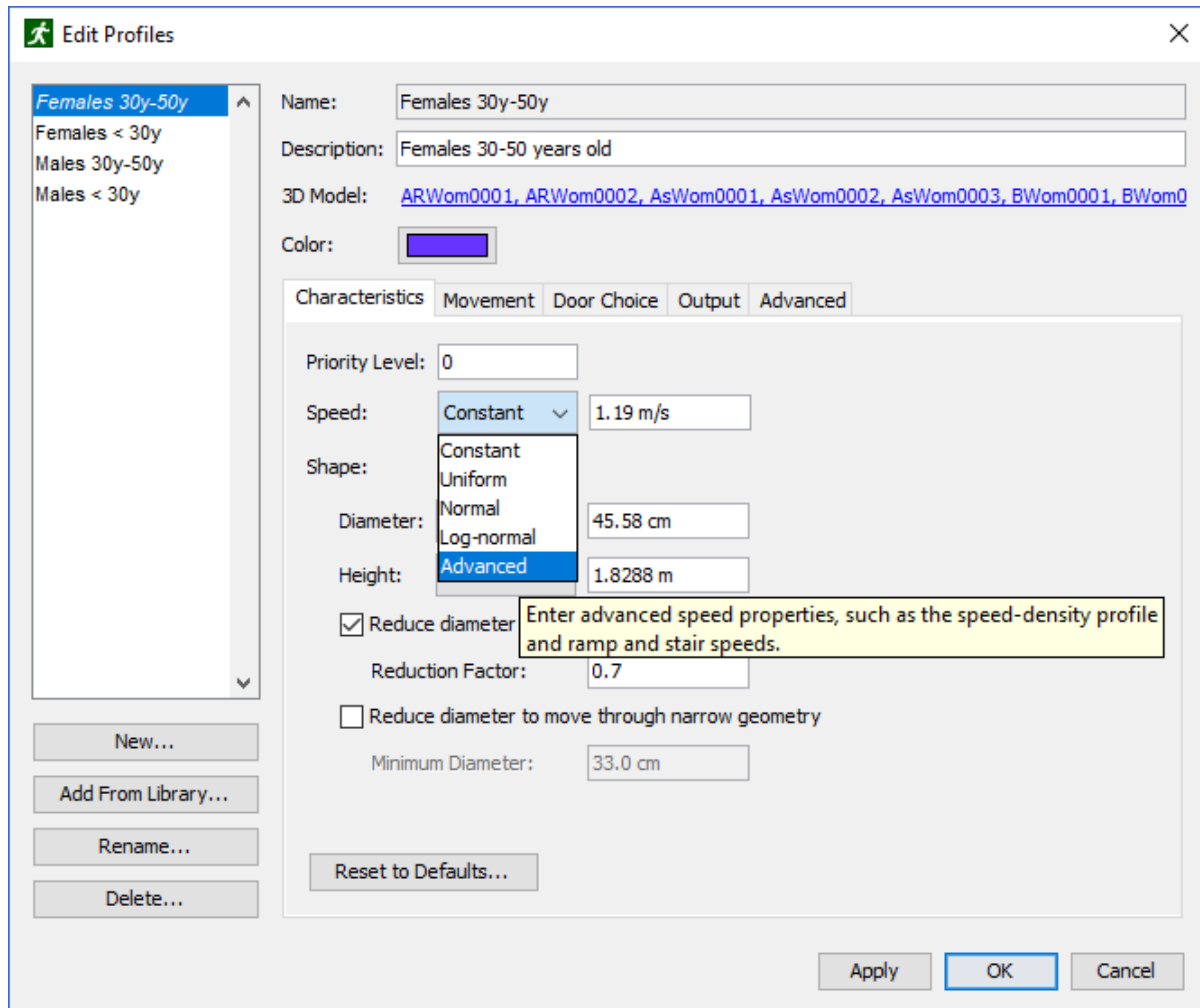 Edit Profiles
Females 30y-50y
Females < 30y
Males 30y-50y
Males < 30y
New...
Add From Library...
Rename...
Delete...
Name: Females 30y-50y
Description: Females 30-50 years old
3D Model: ARWom0001, ARWom0002, AsWom0001, AsWom0002, AsWom0003, BWom0001, BWom0
Color:
Characteristics Movement Door Choice Output Advanced
Priority Level: 0
Speed: Constant 1.19 m/s
Constant
Uniform
Normal
Log-normal
Advanced
Shape:
Diameter: 45.58 cm
Height: 1.8288 m
Reduce diameter
Enter advanced speed properties, such as the speed-density profile
and ramp and stair speeds.
Reduction Factor: 0.7
Reduce diameter to move through narrow geometry
Minimum Diameter: 33.0 cm
Reset to Defaults...
Apply OK Cancel